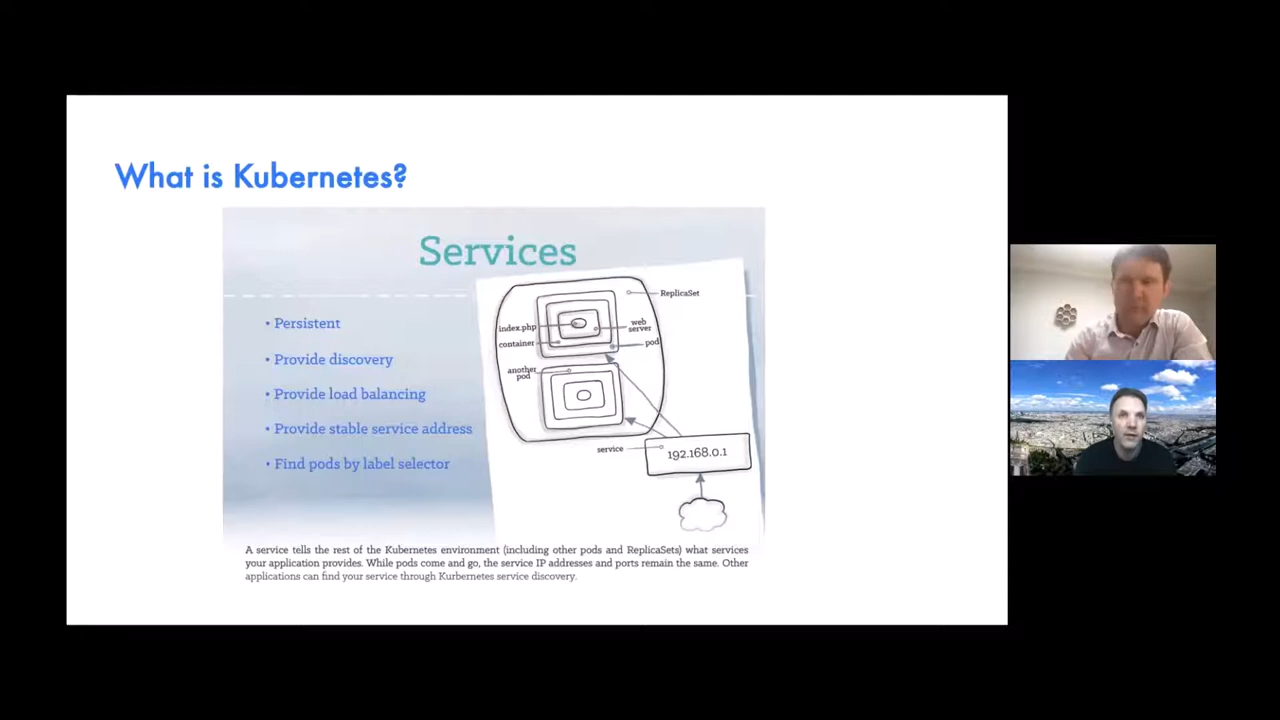 What is Kubernetes?
Services
• Persistent
• Provide discovery
• Provide load balancing
• Provide stable service address
• Find pods by label selector
ReplicaSet
index.php
web
server
container
pod
another
pod
service
192.168.0.1
A service tells the rest of the Kubernetes environment (including other pods and ReplicaSets) what services
your application provides. While pods come and go, the service IP addresses and ports remain the same. Other
applications can find your service through Kurbernetes service discovery.